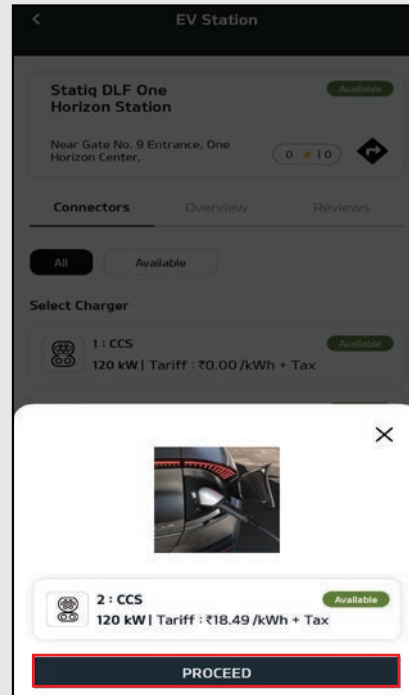 EV Station
Statiq DLF One
Horizon Station
Available
Near Gate No. 9 Entrance, One
Horizon Center,
0 ★ | 0
Connectors Overview Reviews
All Available
Select Charger
1 : CCS
Available
120 kW | Tariff : ₹0.00 /kWh + Tax
2 : CCS
Available
120 kW | Tariff : ₹18.49 /kWh + Tax
PROCEED